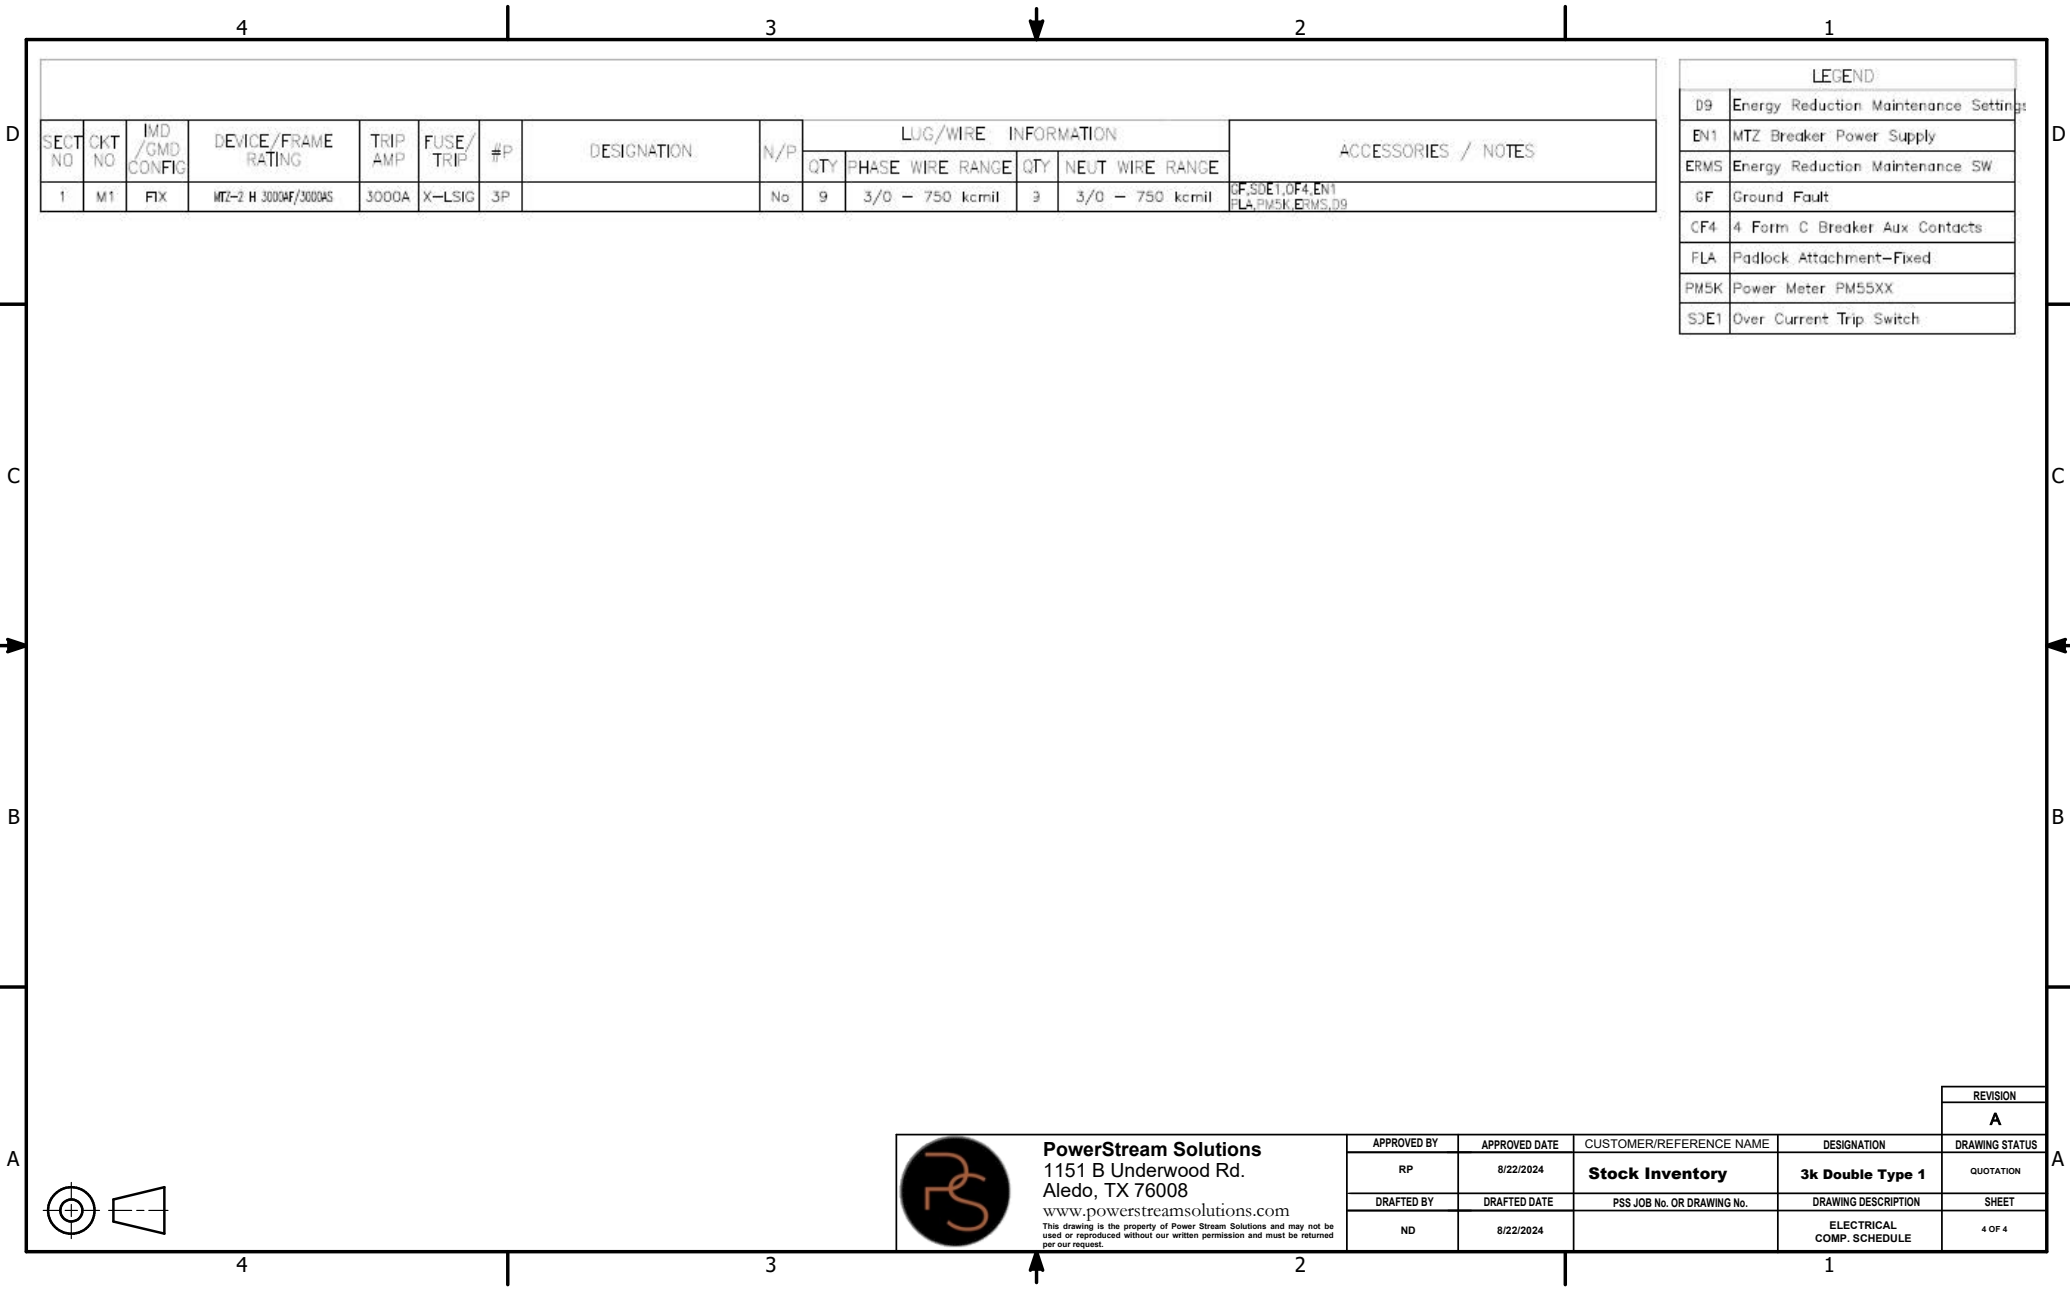 4 3 2 1
D D
C C
B B
A A
SECT NO
CKT NO
IMD /GMD CONFIG
DEVICE/FRAME RATING
TRIP AMP
FUSE/ TRIP
#P
DESIGNATION
N/P
LUG/WIRE INFORMATION
QTY PHASE WIRE RANGE QTY NEUT WIRE RANGE
ACCESSORIES / NOTES
1 M1 FIX MTZ-2 H 3000AF/3000AS 3000A X-LSIG 3P No 9 3/0 - 750 kcmil 9 3/0 - 750 kcmil
GF,SDE1,OF4,EN1
PLA,PM5K,ERMS,D9
LEGEND
D9 Energy Reduction Maintenance Settings
EN1 MTZ Breaker Power Supply
ERMS Energy Reduction Maintenance SW
GF Ground Fault
OF4 4 Form C Breaker Aux Contacts
PLA Padlock Attachment-Fixed
PM5K Power Meter PM55XX
SDE1 Over Current Trip Switch
REVISION
A
PS
PowerStream Solutions
1151 B Underwood Rd.
Aledo, TX 76008
www.powerstreamsolutions.com
This drawing is the property of Power Stream Solutions and may not be
used or reproduced without our written permission and must be returned
per our request.
APPROVED BY APPROVED DATE CUSTOMER/REFERENCE NAME DESIGNATION DRAWING STATUS
RP 8/22/2024 Stock Inventory 3k Double Type 1 QUOTATION
DRAFTED BY DRAFTED DATE PSS JOB No. OR DRAWING No. DRAWING DESCRIPTION SHEET
ND 8/22/2024 ELECTRICAL COMP. SCHEDULE 4 OF 4
4 3 2 1